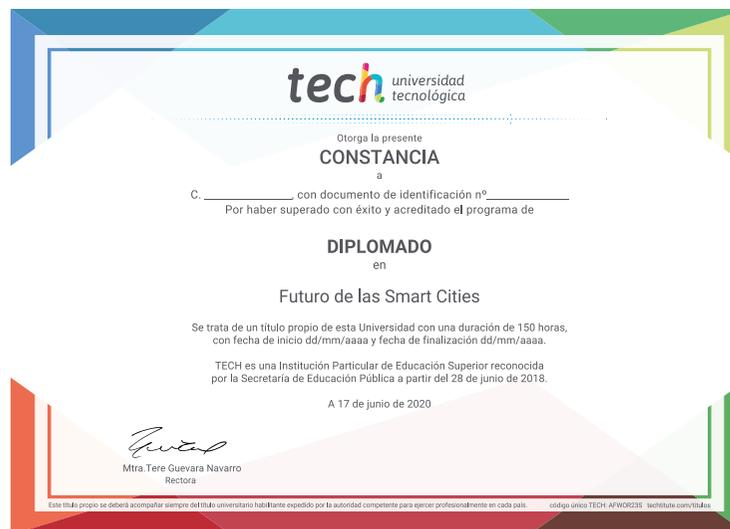 tech universidad
tecnológica
Otorga la presente
CONSTANCIA
a
C. ____________, con documento de identificación nº____________
Por haber superado con éxito y acreditado el programa de
DIPLOMADO
en
Futuro de las Smart Cities
Se trata de un título propio de esta Universidad con una duración de 150 horas,
con fecha de inicio dd/mm/aaaa y fecha de finalización dd/mm/aaaa.
TECH es una Institución Particular de Educación Superior reconocida
por la Secretaría de Educación Pública a partir del 28 de junio de 2018.
A 17 de junio de 2020
Mtra.Tere Guevara Navarro
Rectora
Este título propio se deberá acompañar siempre del título universitario habilitante expedido por la autoridad competente para ejercer profesionalmente en cada país. código único TECH: AFWOR23S techtitute.com/titulos